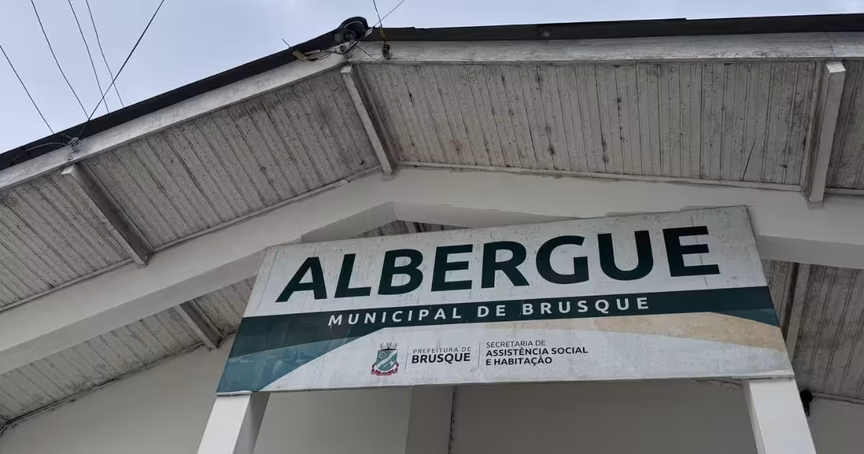 ALBERGUE
MUNICIPAL DE BRUSQUE
PREFEITURA DE
BRUSQUE
SECRETARIA DE
ASSISTÊNCIA SOCIAL
E HABITAÇÃO